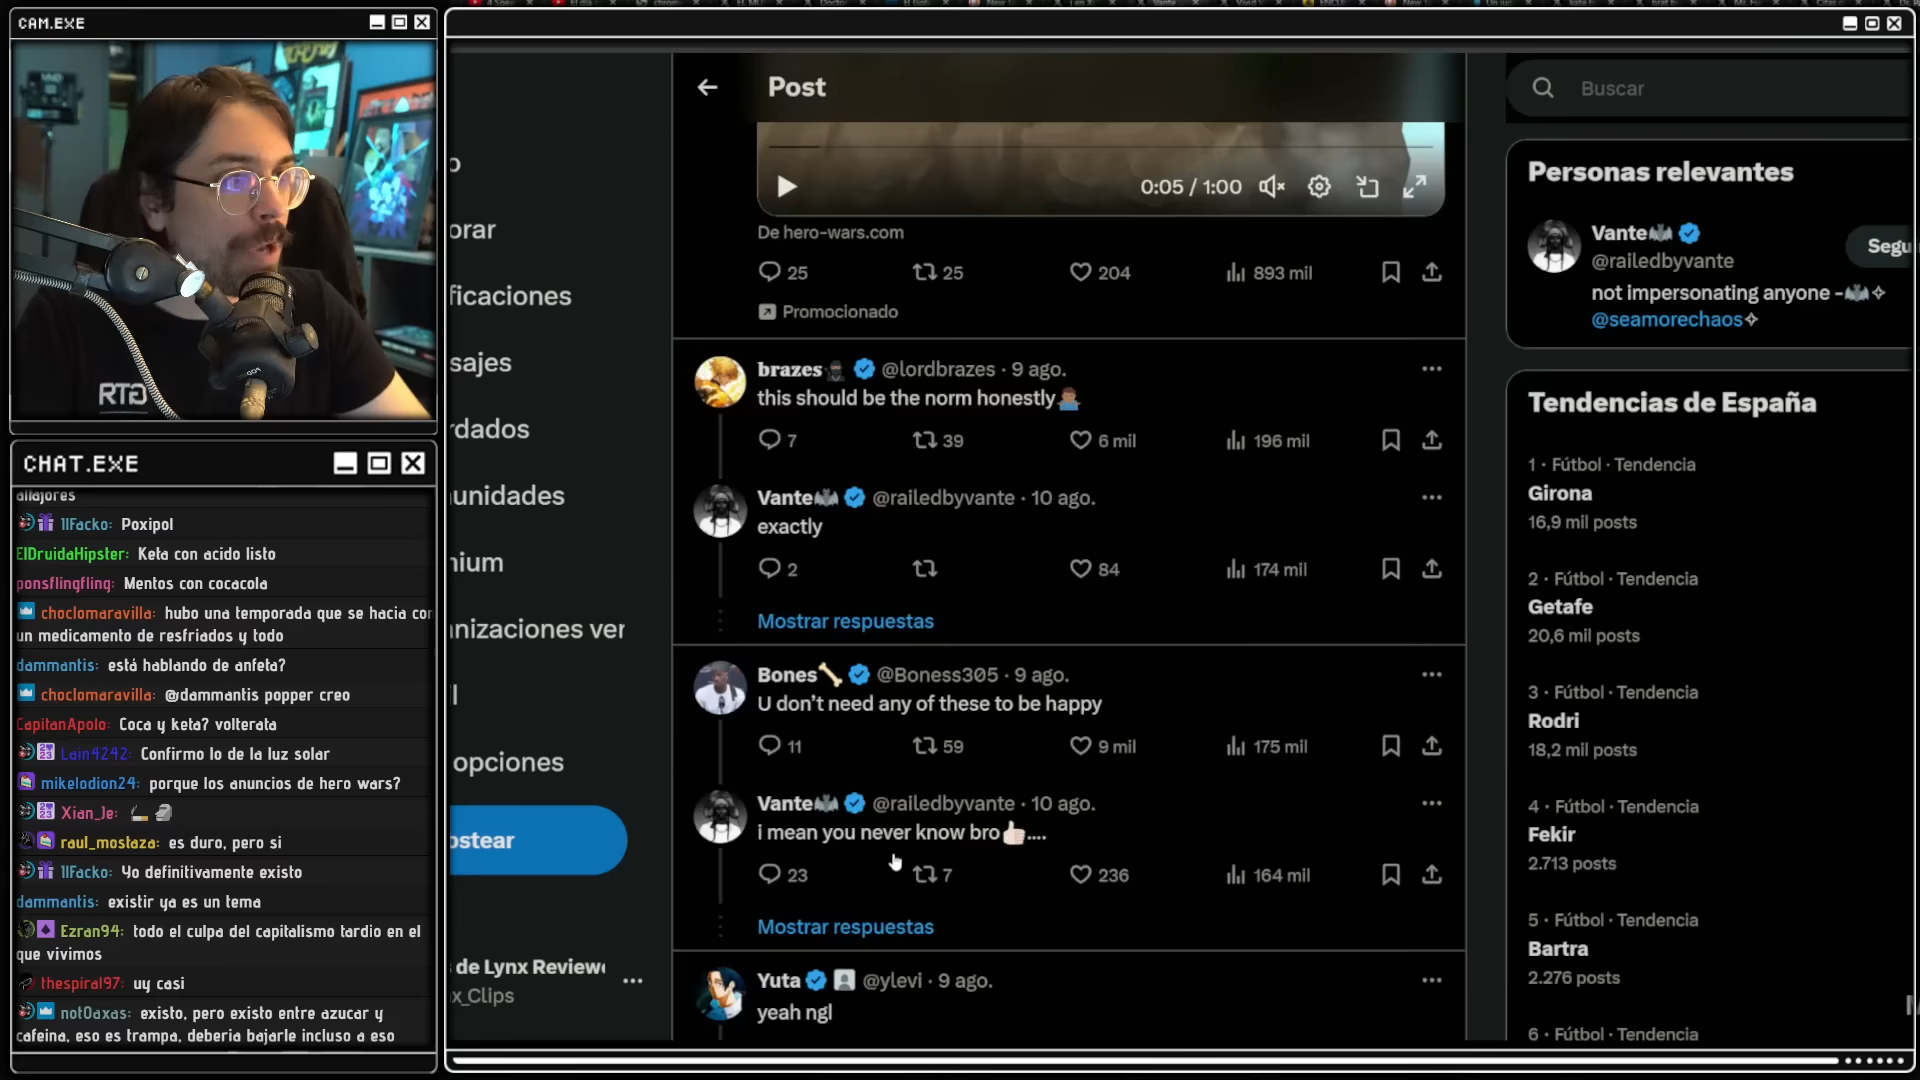 CAM.EXE
RTG
CHAT.EXE
allajores
11Facko: Poxipol
ElDruidaHipster: Keta con acido listo
ponsflingfling: Mentos con cocacola
choclomaravilla: hubo una temporada que se hacia con
un medicamento de resfriados y todo
dammantis: está hablando de anfeta?
choclomaravilla: @dammantis popper creo
CapitanApolo: Coca y keta? volterata
Lain4242: Confirmo lo de la luz solar
mikelodion24: porque los anuncios de hero wars?
Xian_Je:
raul_mostaza: es duro, pero si
11Facko: Yo definitivamente existo
dammantis: existir ya es un tema
Ezran94: todo el culpa del capitalismo tardio en el
que vivimos
thespiral97: uy casi
not0axas: existo, pero existo entre azucar y
cafeina, eso es trampa, deberia bajarle incluso a eso
o
orar
ficaciones
sajes
rdados
unidades
nium
nizaciones ver
l
opciones
ostear
de Lynx Reviewe
x_Clips
Post
0:05 / 1:00
De hero-wars.com
25 25 204 893 mil
Promocionado
brazes @lordbrazes · 9 ago.
this should be the norm honestly
7 39 6 mil 196 mil
Vante @railedbyvante · 10 ago.
exactly
2 84 174 mil
Mostrar respuestas
Bones @Boness305 · 9 ago.
U don’t need any of these to be happy
11 59 9 mil 175 mil
Vante @railedbyvante · 10 ago.
i mean you never know bro👍🏻....
23 7 236 164 mil
Mostrar respuestas
Yuta @ylevi · 9 ago.
yeah ngl
Buscar
Personas relevantes
Vante
@railedbyvante
Segu
not impersonating anyone -
@seamorechaos
Tendencias de España
1 · Fútbol · Tendencia
Girona
16,9 mil posts
2 · Fútbol · Tendencia
Getafe
20,6 mil posts
3 · Fútbol · Tendencia
Rodri
18,2 mil posts
4 · Fútbol · Tendencia
Fekir
2.713 posts
5 · Fútbol · Tendencia
Bartra
2.276 posts
6 · Fútbol · Tendencia